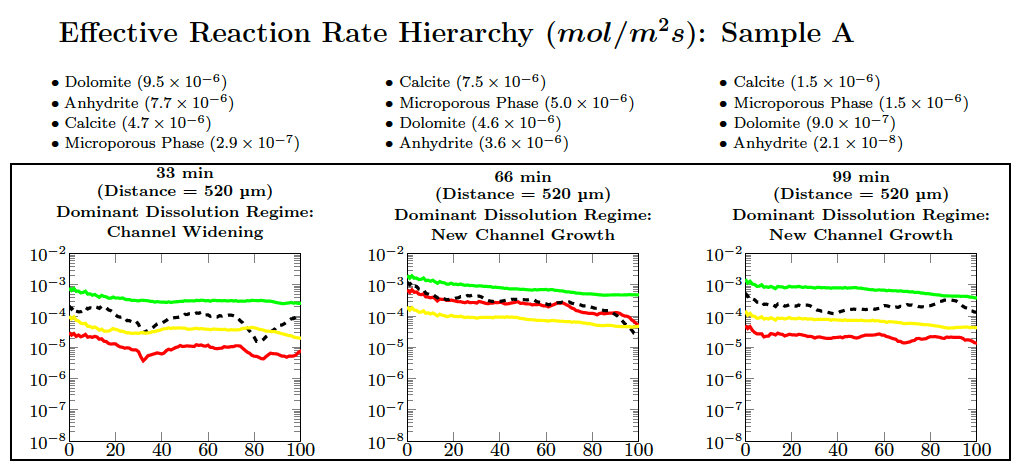 Effective Reaction Rate Hierarchy (mol/m²s): Sample A
• Dolomite (9.5 × 10⁻⁶)
• Anhydrite (7.7 × 10⁻⁶)
• Calcite (4.7 × 10⁻⁶)
• Microporous Phase (2.9 × 10⁻⁷)
• Calcite (7.5 × 10⁻⁶)
• Microporous Phase (5.0 × 10⁻⁶)
• Dolomite (4.6 × 10⁻⁶)
• Anhydrite (3.6 × 10⁻⁶)
• Calcite (1.5 × 10⁻⁶)
• Microporous Phase (1.5 × 10⁻⁶)
• Dolomite (9.0 × 10⁻⁷)
• Anhydrite (2.1 × 10⁻⁸)
33 min
(Distance = 520 µm)
Dominant Dissolution Regime:
Channel Widening
10⁻²
10⁻³
10⁻⁴
10⁻⁵
10⁻⁶
10⁻⁷
10⁻⁸
0 20 40 60 80 100
66 min
(Distance = 520 µm)
Dominant Dissolution Regime:
New Channel Growth
10⁻²
10⁻³
10⁻⁴
10⁻⁵
10⁻⁶
10⁻⁷
10⁻⁸
0 20 40 60 80 100
99 min
(Distance = 520 µm)
Dominant Dissolution Regime:
New Channel Growth
10⁻²
10⁻³
10⁻⁴
10⁻⁵
10⁻⁶
10⁻⁷
10⁻⁸
0 20 40 60 80 100